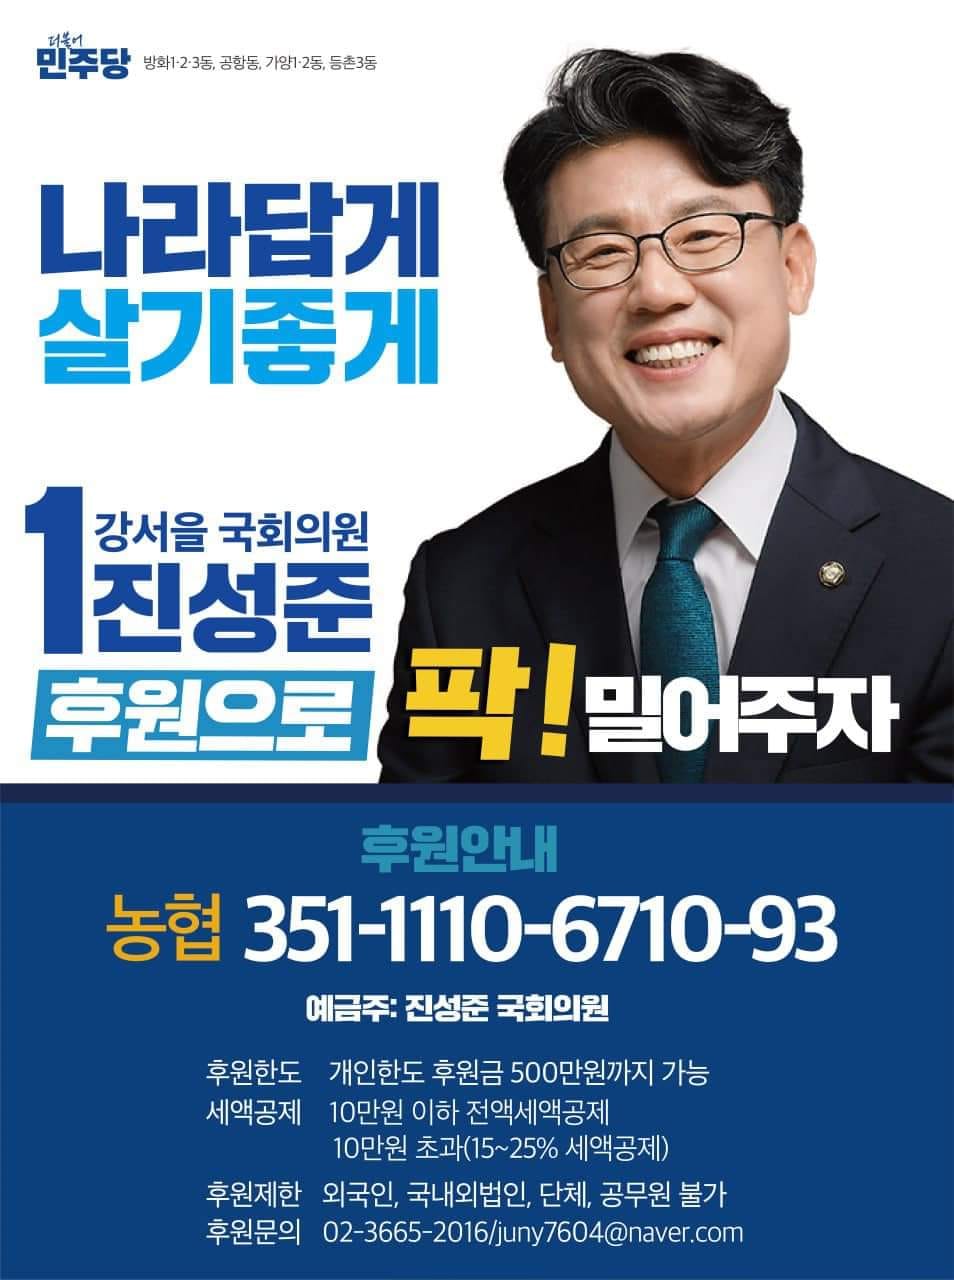 더불어
민주당 방화1·2·3동, 공항동, 가양1·2동, 등촌3동
나라답게
살기좋게
1 강서을 국회의원
진성준
후원으로 팍! 밀어주자
후원안내
농협 351-1110-6710-93
예금주: 진성준 국회의원
후원한도 개인한도 후원금 500만원까지 가능
세액공제 10만원 이하 전액세액공제
10만원 초과(15~25% 세액공제)
후원제한 외국인, 국내외법인, 단체, 공무원 불가
후원문의 02-3665-2016/juny7604@naver.com